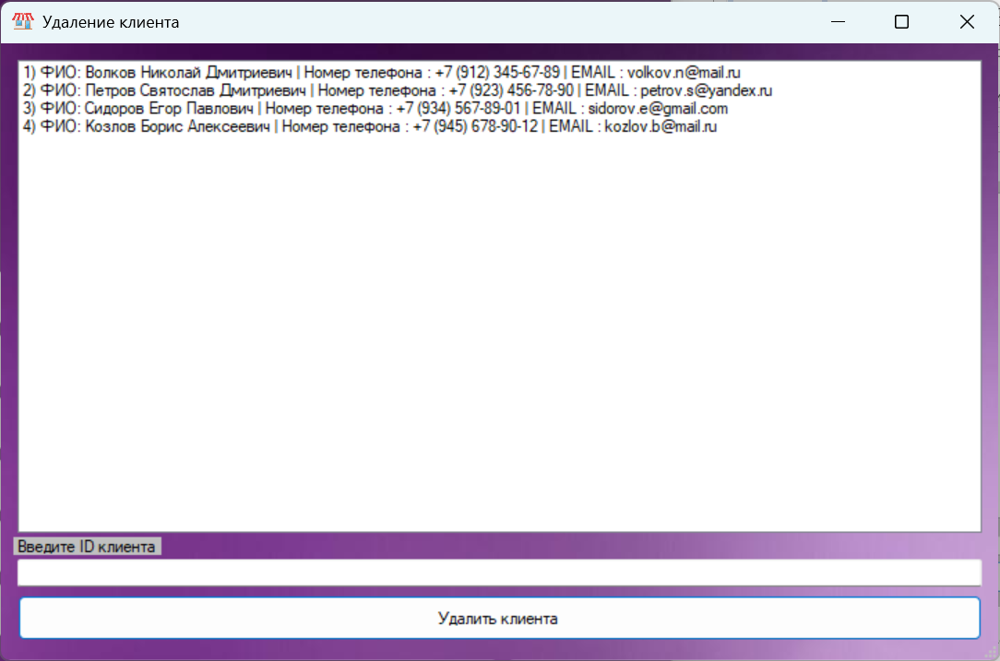 Удаление клиента
1) ФИО: Волков Николай Дмитриевич | Номер телефона : +7 (912) 345-67-89 | EMAIL : volkov.n@mail.ru
2) ФИО: Петров Святослав Дмитриевич | Номер телефона : +7 (923) 456-78-90 | EMAIL : petrov.s@yandex.ru
3) ФИО: Сидоров Егор Павлович | Номер телефона : +7 (934) 567-89-01 | EMAIL : sidorov.e@gmail.com
4) ФИО: Козлов Борис Алексеевич | Номер телефона : +7 (945) 678-90-12 | EMAIL : kozlov.b@mail.ru
Введите ID клиента
Удалить клиента